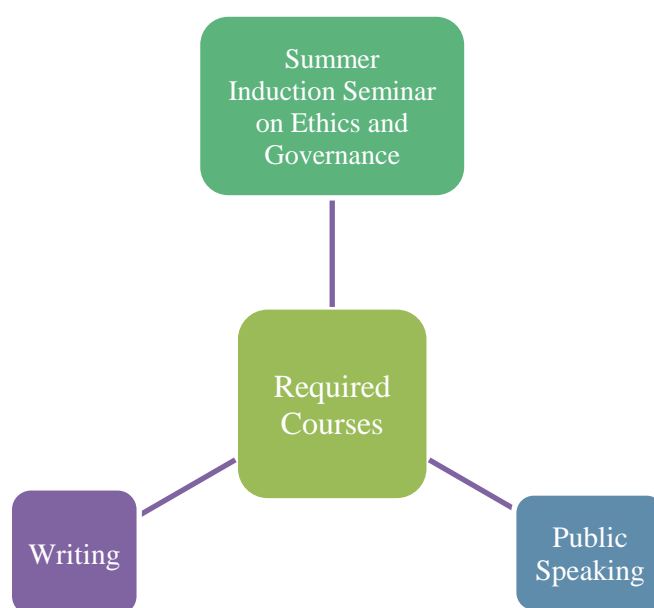 Summer
Induction Seminar
on Ethics and
Governance
Required
Courses
Writing
Public
Speaking